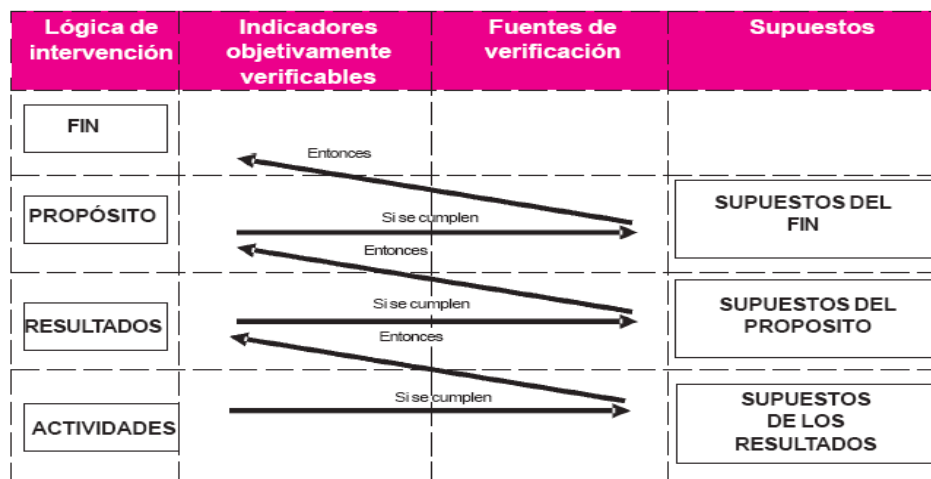 Lógica de
intervención
Indicadores
objetivamente
verificables
Fuentes de
verificación
Supuestos
FIN
Entonces
PROPÓSITO
Si se cumplen
SUPUESTOS DEL
FIN
Entonces
RESULTADOS
Si se cumplen
SUPUESTOS DEL
PROPOSITO
Entonces
ACTIVIDADES
Si se cumplen
SUPUESTOS
DE LOS
RESULTADOS